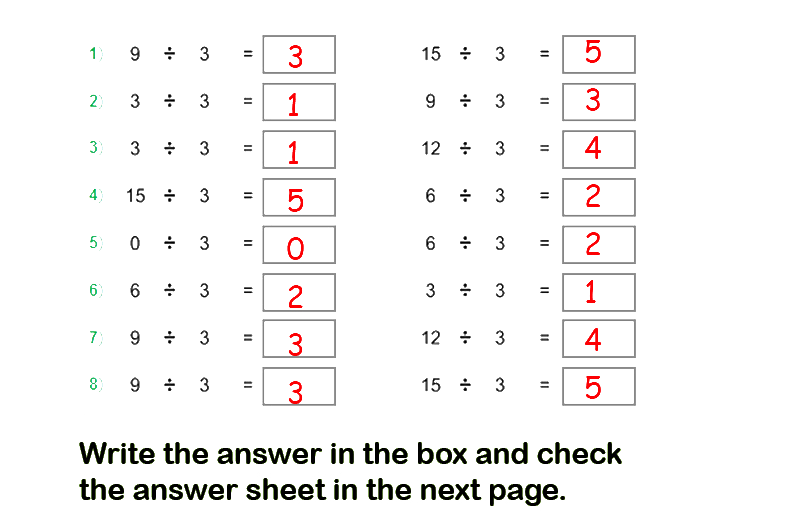 1) 9 ÷ 3 = 3 15 ÷ 3 = 5
2) 3 ÷ 3 = 1 9 ÷ 3 = 3
3) 3 ÷ 3 = 1 12 ÷ 3 = 4
4) 15 ÷ 3 = 5 6 ÷ 3 = 2
5) 0 ÷ 3 = 0 6 ÷ 3 = 2
6) 6 ÷ 3 = 2 3 ÷ 3 = 1
7) 9 ÷ 3 = 3 12 ÷ 3 = 4
8) 9 ÷ 3 = 3 15 ÷ 3 = 5
Write the answer in the box and check
the answer sheet in the next page.